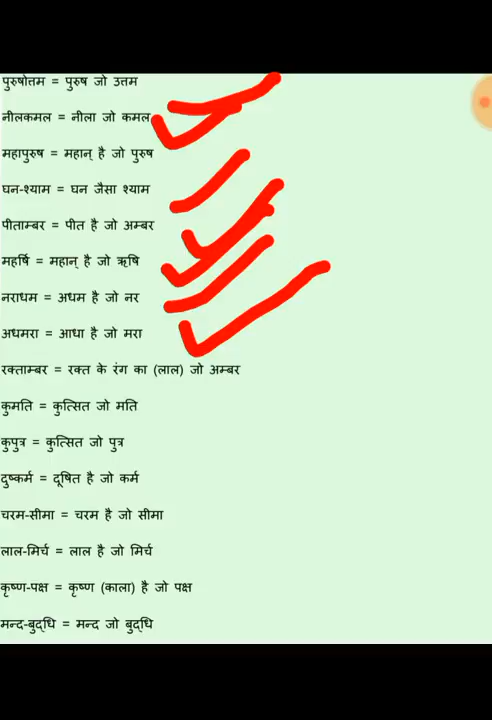 पुरुषोत्तम = पुरुष जो उत्तम
नीलकमल = नीला जो कमल
महापुरुष = महान् है जो पुरुष
घन-श्याम = घन जैसा श्याम
पीताम्बर = पीत है जो अम्बर
महर्षि = महान् है जो ऋषि
नराधम = अधम है जो नर
अधमरा = आधा है जो मरा
रक्ताम्बर = रक्त के रंग का (लाल) जो अम्बर
कुमति = कुत्सित जो मति
कुपुत्र = कुत्सित जो पुत्र
दुष्कर्म = दूषित है जो कर्म
चरम-सीमा = चरम है जो सीमा
लाल-मिर्च = लाल है जो मिर्च
कृष्ण-पक्ष = कृष्ण (काला) है जो पक्ष
मन्द-बुद्धि = मन्द जो बुद्धि